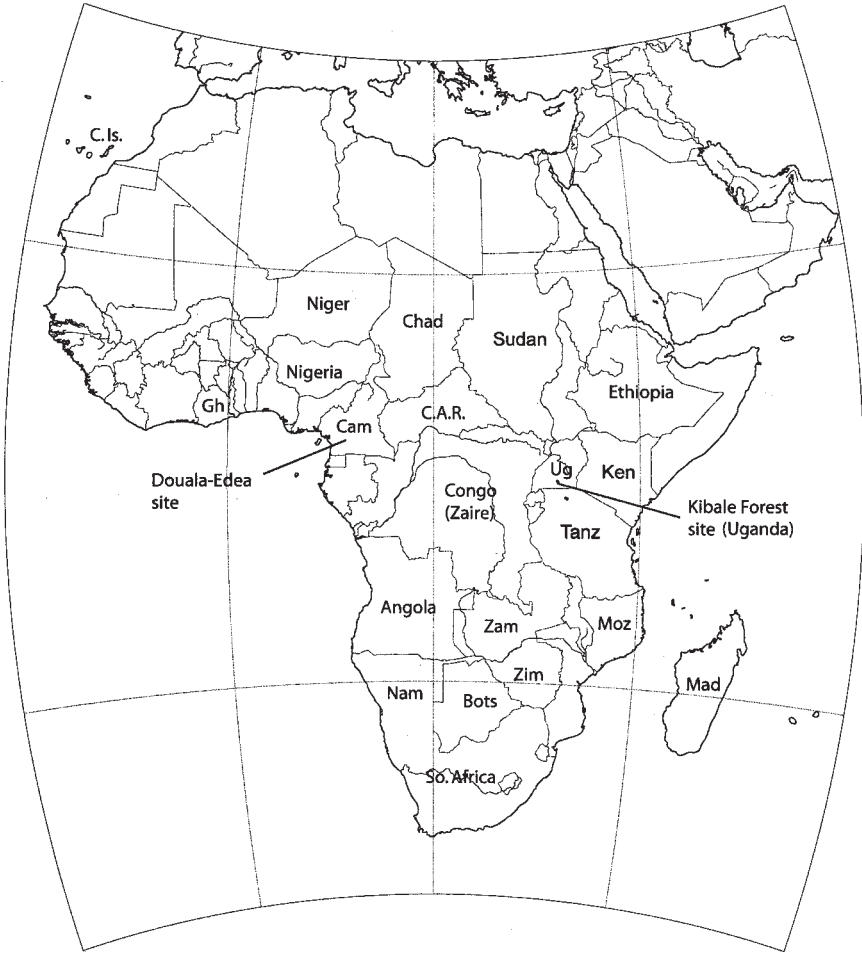 C. Is.
Niger
Chad
Sudan
Nigeria
Ethiopia
Gh
C.A.R.
Cam
Ug
Ken
Douala-Edea
site
Congo
(Zaire)
Kibale Forest
site (Uganda)
Tanz
Angola
Zam
Moz
Zim
Mad
Nam
Bots
So. Africa